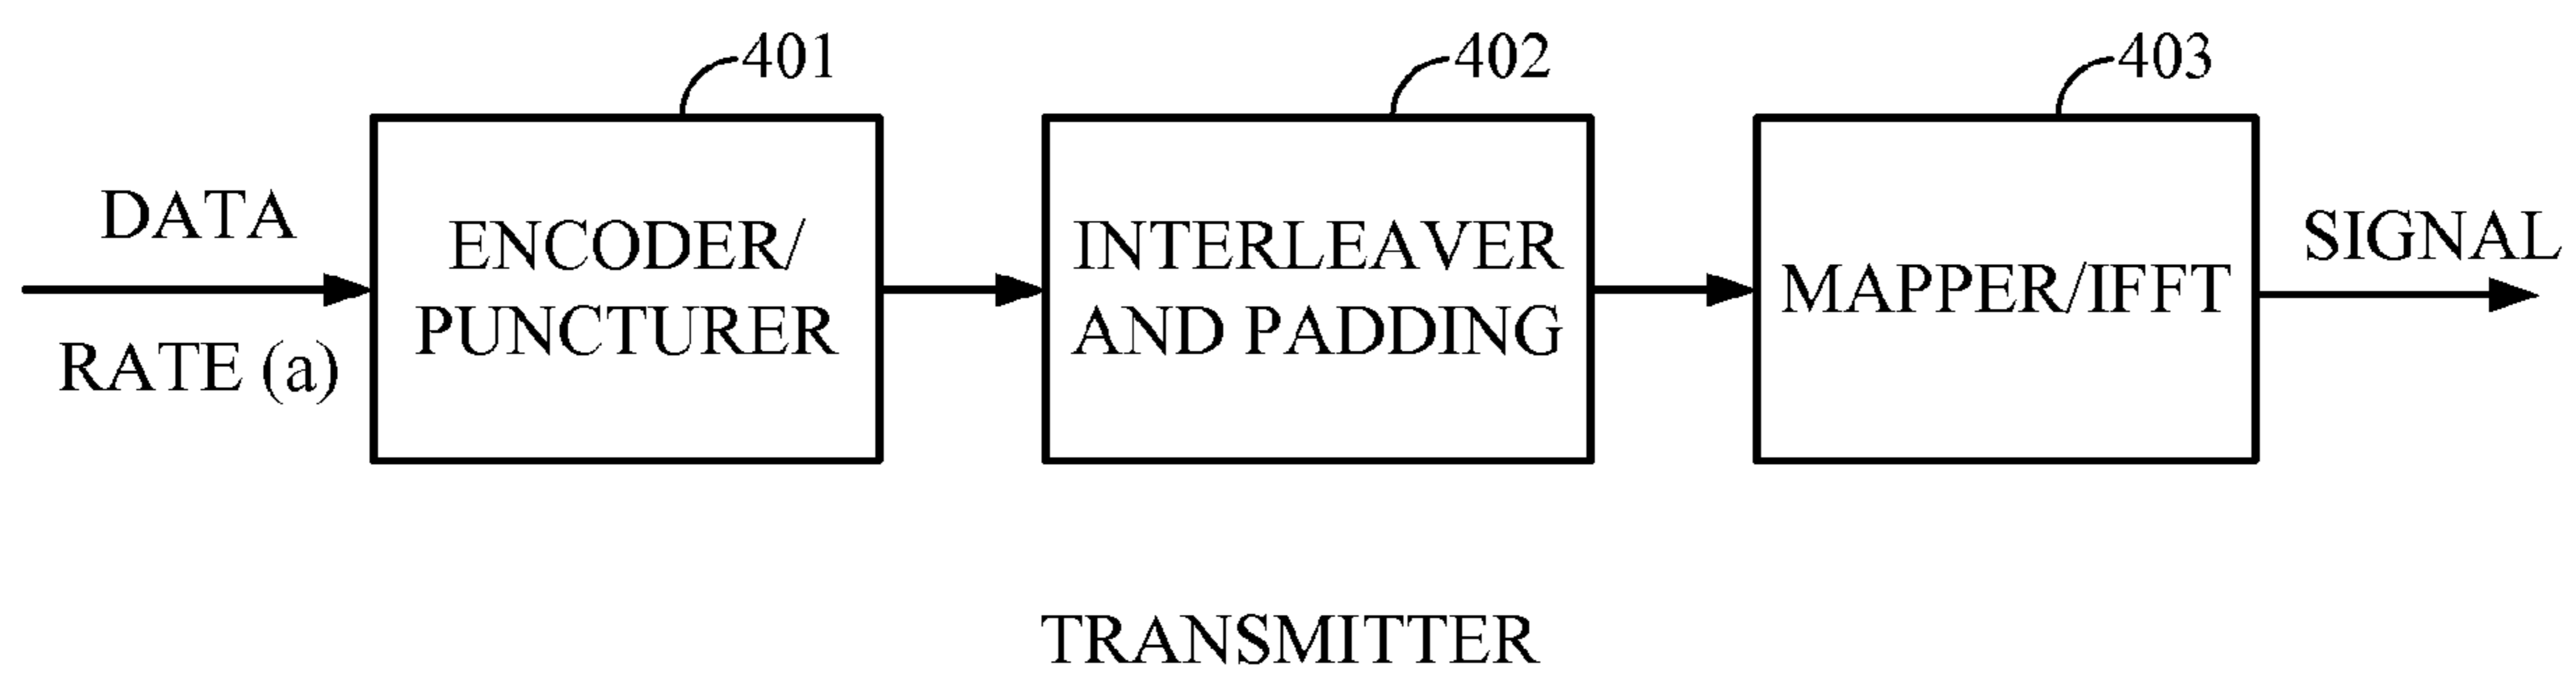 401
402
403
DATA
RATE (a)
ENCODER/
PUNCTURER
INTERLEAVER
AND PADDING
MAPPER/IFFT
SIGNAL
TRANSMITTER